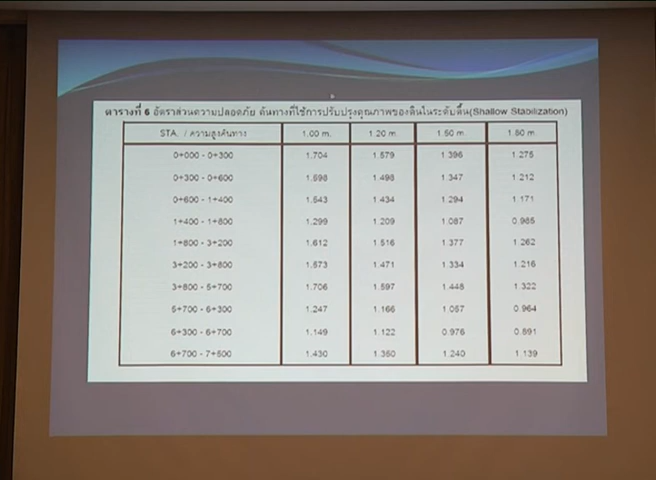 ตารางที่ 6 อัตราส่วนความปลอดภัย คันทางที่ใช้การปรับปรุงคุณภาพของดินในระดับตื้น(Shallow Stabilization)
STA. / ความสูงคันทาง 1.00 m. 1.20 m. 1.50 m. 1.80 m.
0+000 - 0+300 1.704 1.579 1.396 1.275
0+300 - 0+600 1.598 1.498 1.347 1.212
0+600 - 1+400 1.543 1.434 1.294 1.171
1+400 - 1+800 1.299 1.209 1.087 0.985
1+800 - 3+200 1.612 1.516 1.377 1.262
3+200 - 3+800 1.573 1.471 1.334 1.216
3+800 - 5+700 1.706 1.597 1.448 1.322
5+700 - 6+300 1.247 1.166 1.057 0.964
6+300 - 6+700 1.149 1.122 0.976 0.891
6+700 - 7+500 1.430 1.350 1.240 1.139